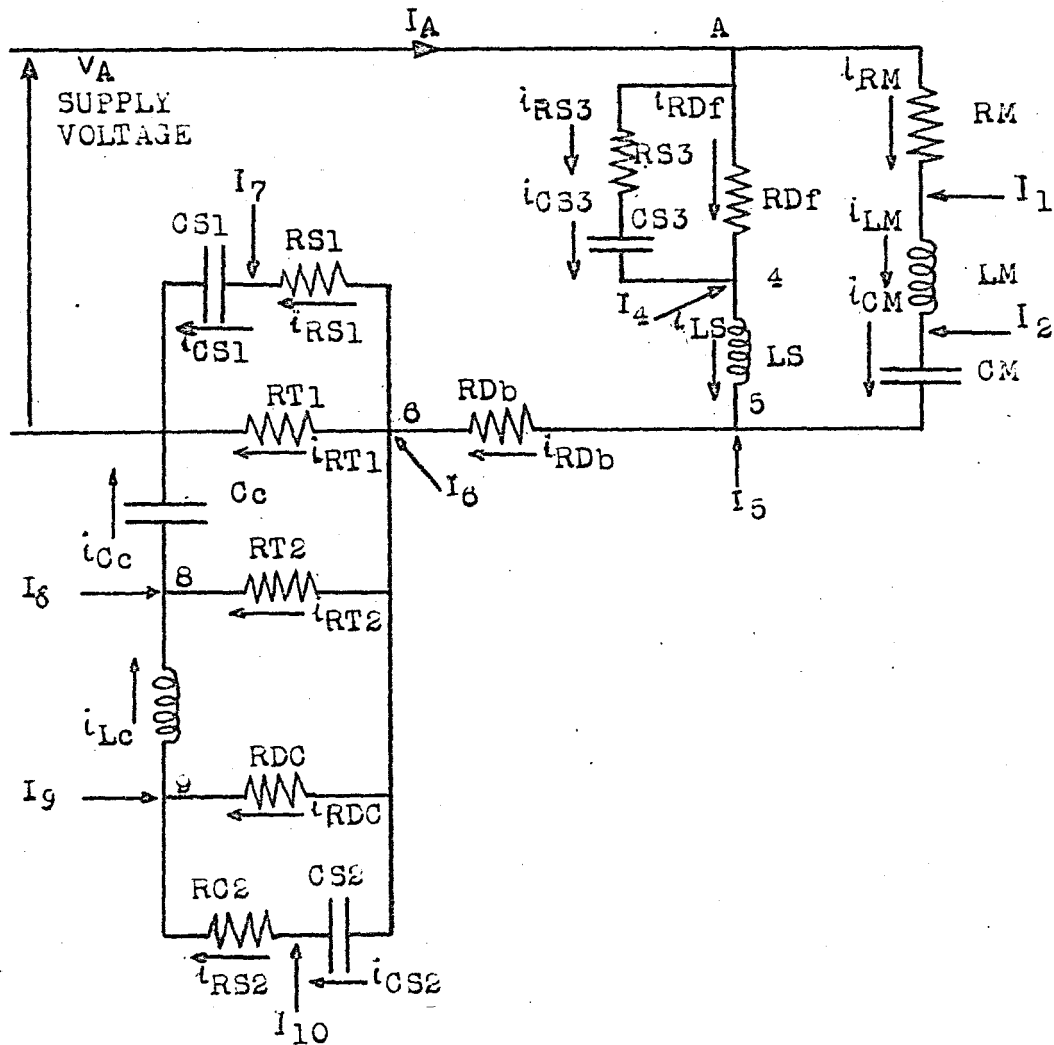 IA
A
VA
SUPPLY
VOLTAGE
iRS3
iRDf
iRM
RM
RS3
I7
iCS3
RDf
I1
CS1
CS3
iLM
RS1
LM
4
iCM
I4
I2
iRS1
iCS1
iLS
LS
CM
RT1
6
RDb
5
iRT1
iRDb
Cc
I6
I5
iCc
RT2
8
I8
iRT2
iLc
RDC
9
I9
iRDC
RC2
CS2
iRS2
iCS2
I10